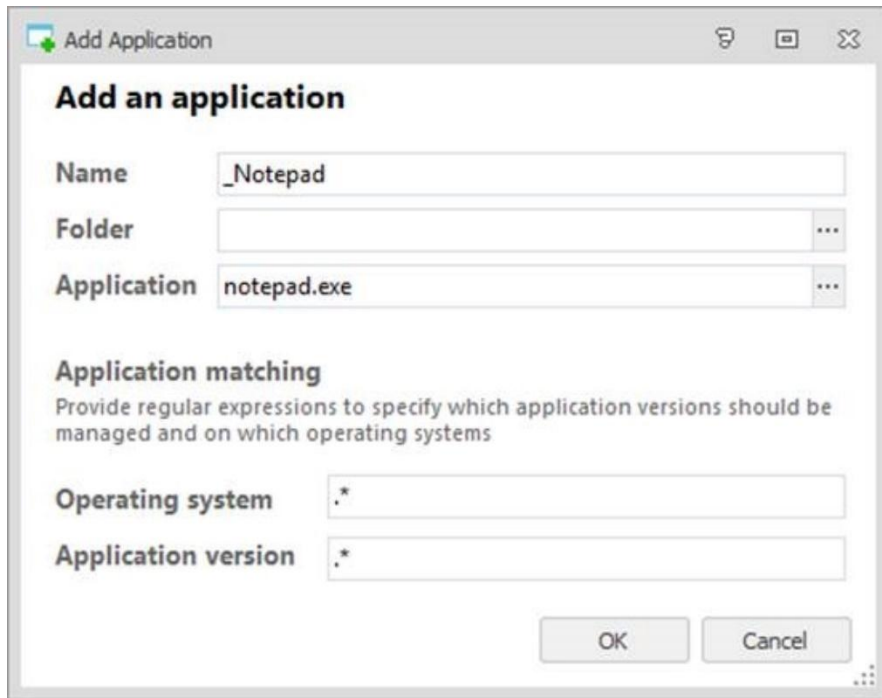 Add Application
Add an application
Name _Notepad
Folder ...
Application notepad.exe ...
Application matching
Provide regular expressions to specify which application versions should be
managed and on which operating systems
Operating system .*
Application version .*
OK Cancel